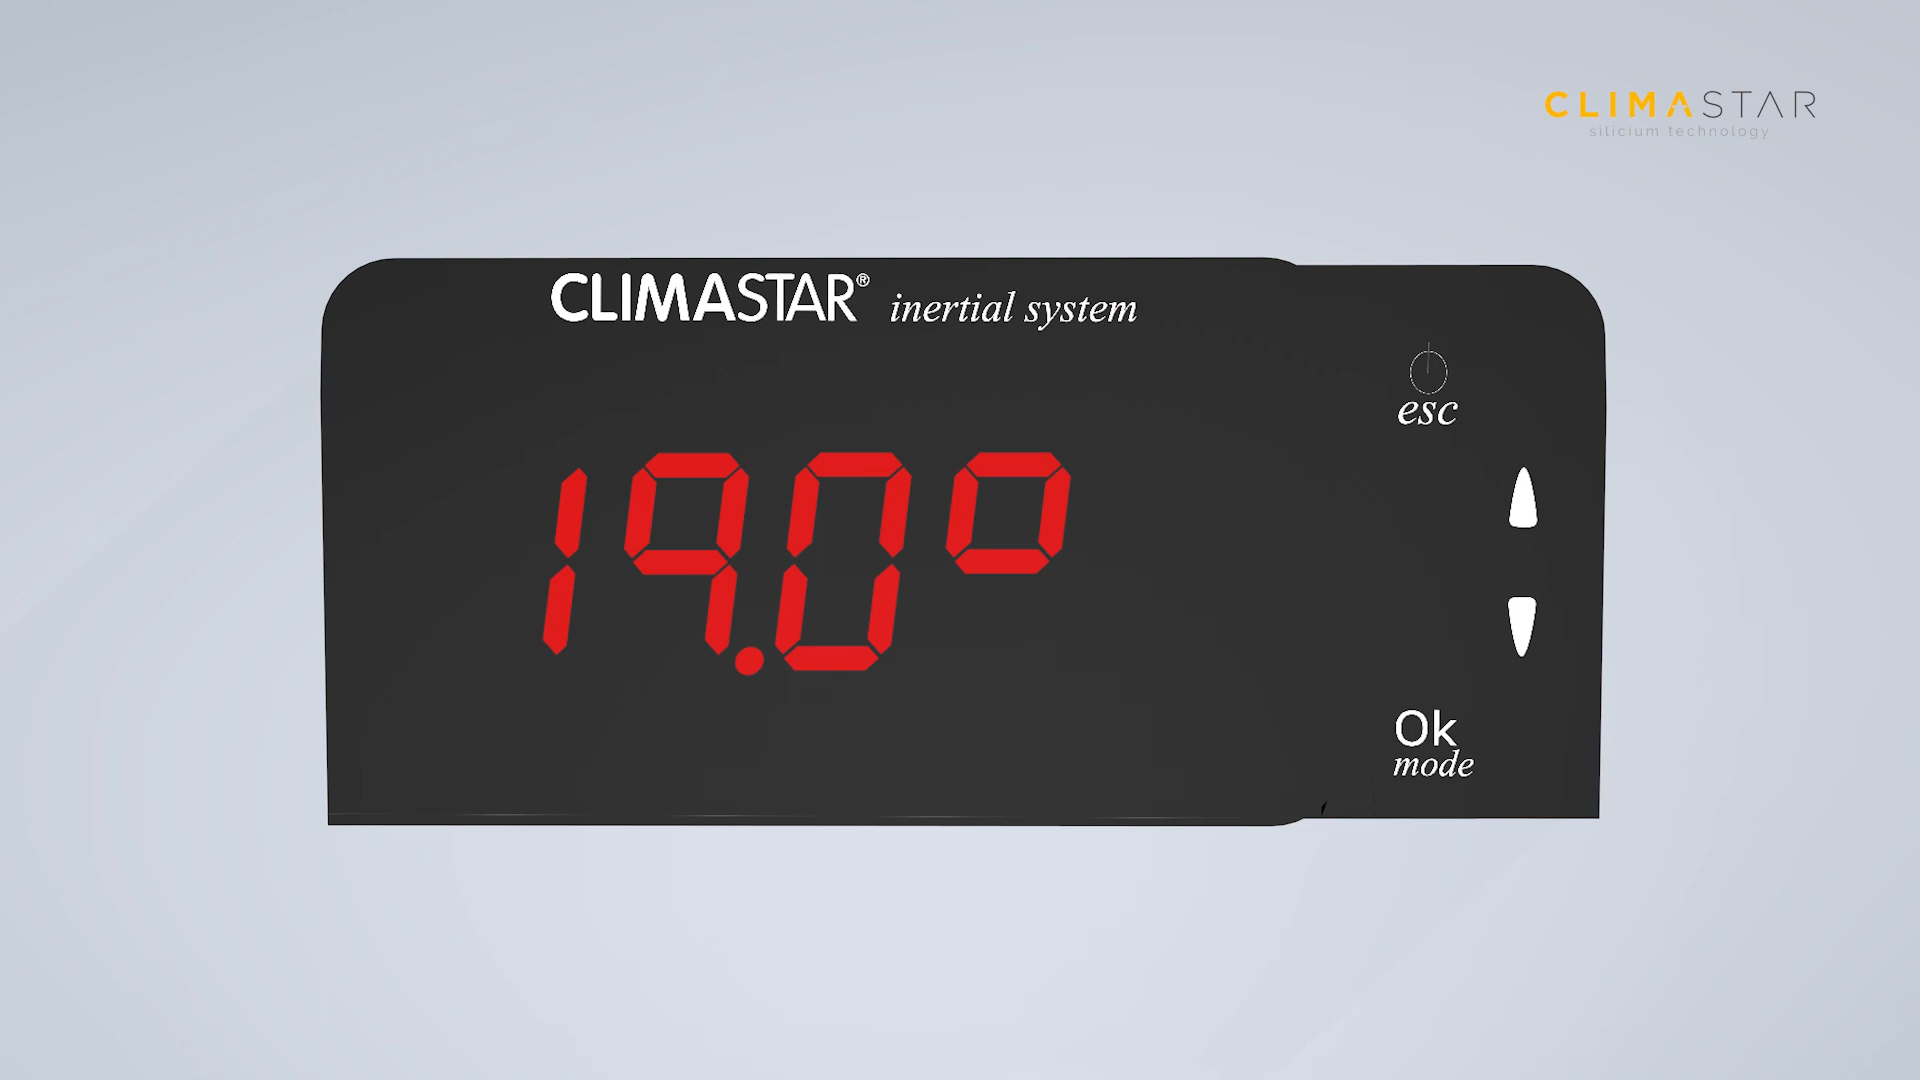 CLIMASTAR
silicium technology
CLIMASTAR® inertial system
esc
19.0°
Ok
mode